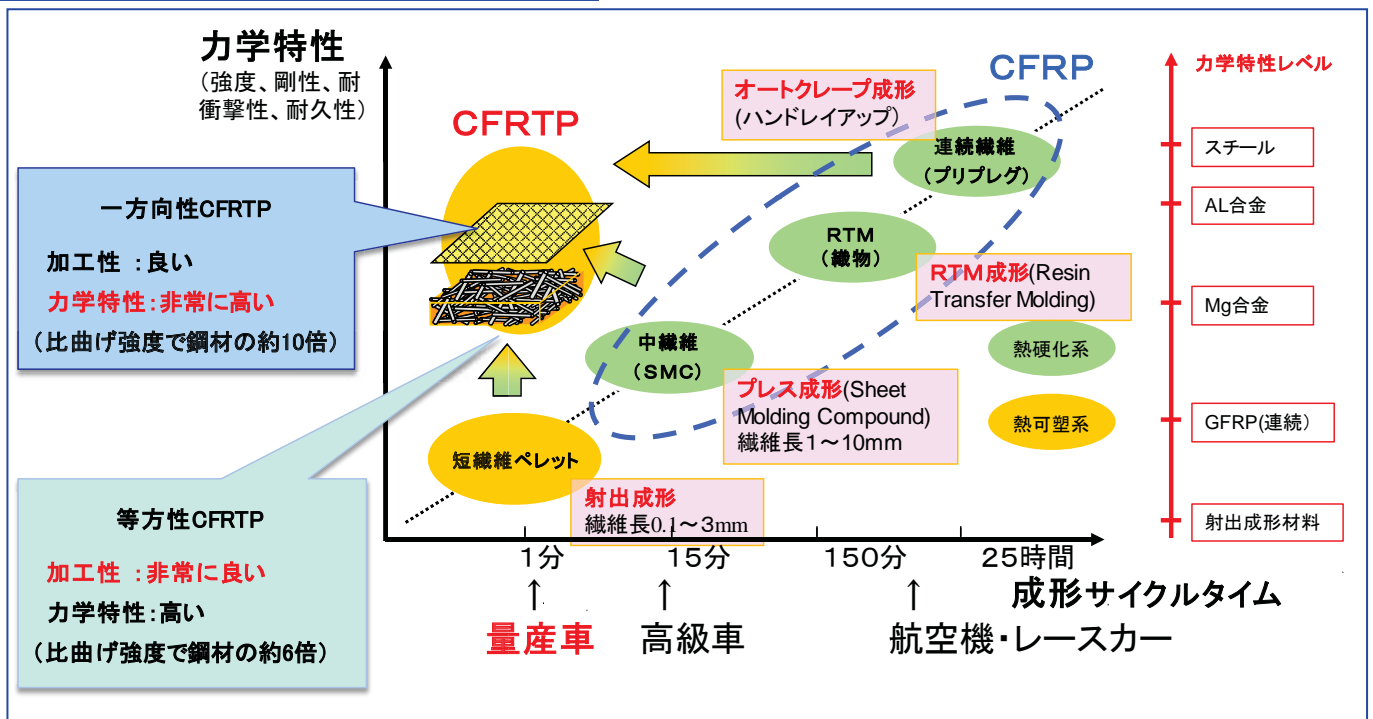 力学特性
(強度、剛性、耐
衝撃性、耐久性)
CFRTP
CFRP
オートクレープ成形
(ハンドレイアップ)
連続繊維
(プリプレグ)
RTM
(織物)
RTM成形(Resin
Transfer Molding)
中繊維
(SMC)
プレス成形(Sheet
Molding Compound)
繊維長1～10mm
短繊維ペレット
射出成形
繊維長0.1～3mm
熱硬化系
熱可塑系
一方向性CFRTP
加工性 :良い
力学特性:非常に高い
(比曲げ強度で鋼材の約10倍)
等方性CFRTP
加工性 :非常に良い
力学特性:高い
(比曲げ強度で鋼材の約6倍)
力学特性レベル
スチール
AL合金
Mg合金
GFRP(連続)
射出成形材料
1分 15分 150分 25時間
成形サイクルタイム
↑ ↑ ↑
量産車 高級車 航空機・レースカー